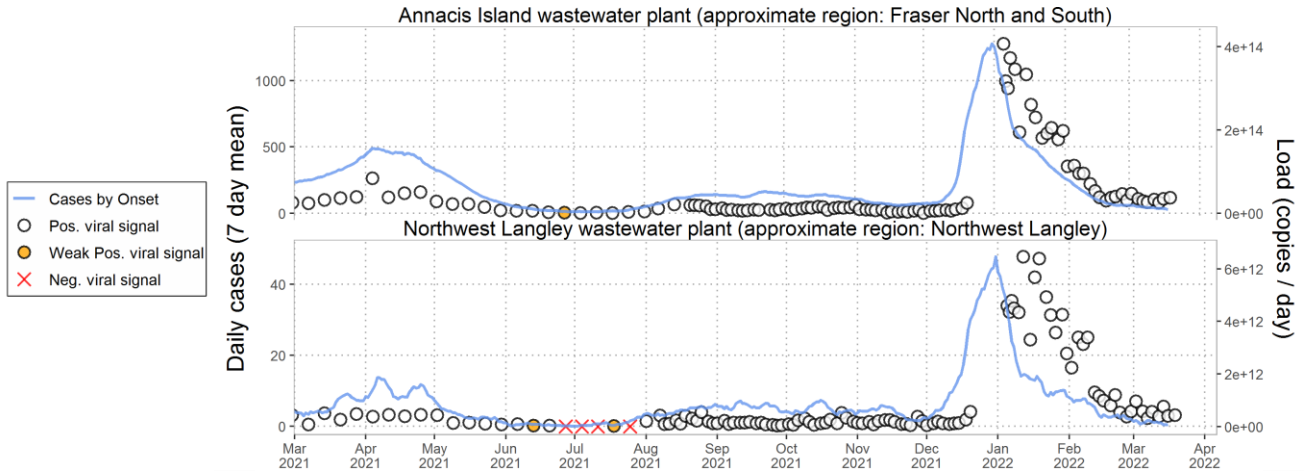 Annacis Island wastewater plant (approximate region: Fraser North and South)
1000
500
0
4e+14
2e+14
0e+00
Cases by Onset
Pos. viral signal
Weak Pos. viral signal
Neg. viral signal
Daily cases (7 day mean)
Load (copies / day)
Northwest Langley wastewater plant (approximate region: Northwest Langley)
40
20
0
6e+12
4e+12
2e+12
0e+00
Mar Apr May Jun Jul Aug Sep Oct Nov Dec Jan Feb Mar Apr
2021 2021 2021 2021 2021 2021 2021 2021 2021 2021 2022 2022 2022 2022